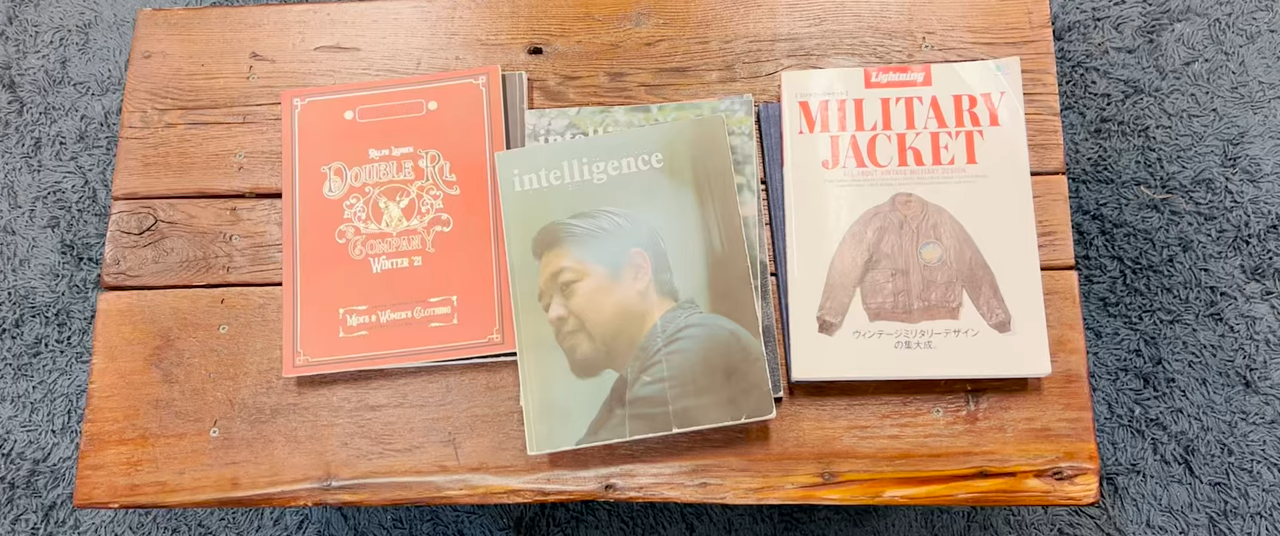 RALPH LAUREN
DOUBLE RL
COMPANY
WINTER '21
MEN'S & WOMEN'S CLOTHING
intelligence
intelligence
Lightning
MILITARY
JACKET
ALL ABOUT VINTAGE MILITARY DESIGN
ヴィンテージミリタリーデザイン
の集大成。